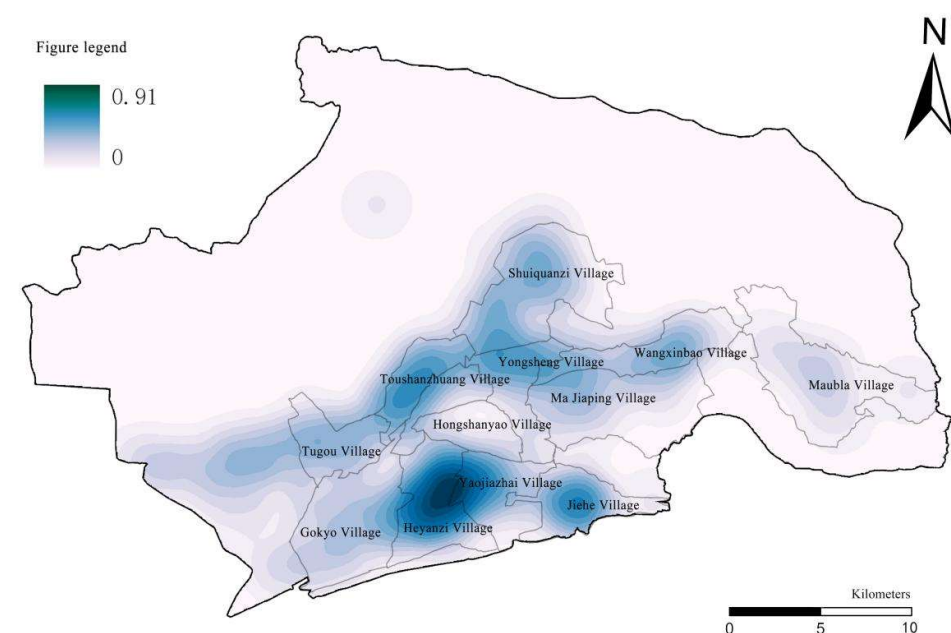 N
Figure legend
0.91
0
Shuiquanzi Village
Yongsheng Village
Wangxinbao Village
Toushanzhuang Village
Maubla Village
Ma Jiaping Village
Hongshanyao Village
Tugou Village
Yaojiazhai Village
Jiehe Village
Gokyo Village
Heyanzi Village
Kilometers
0 5 10